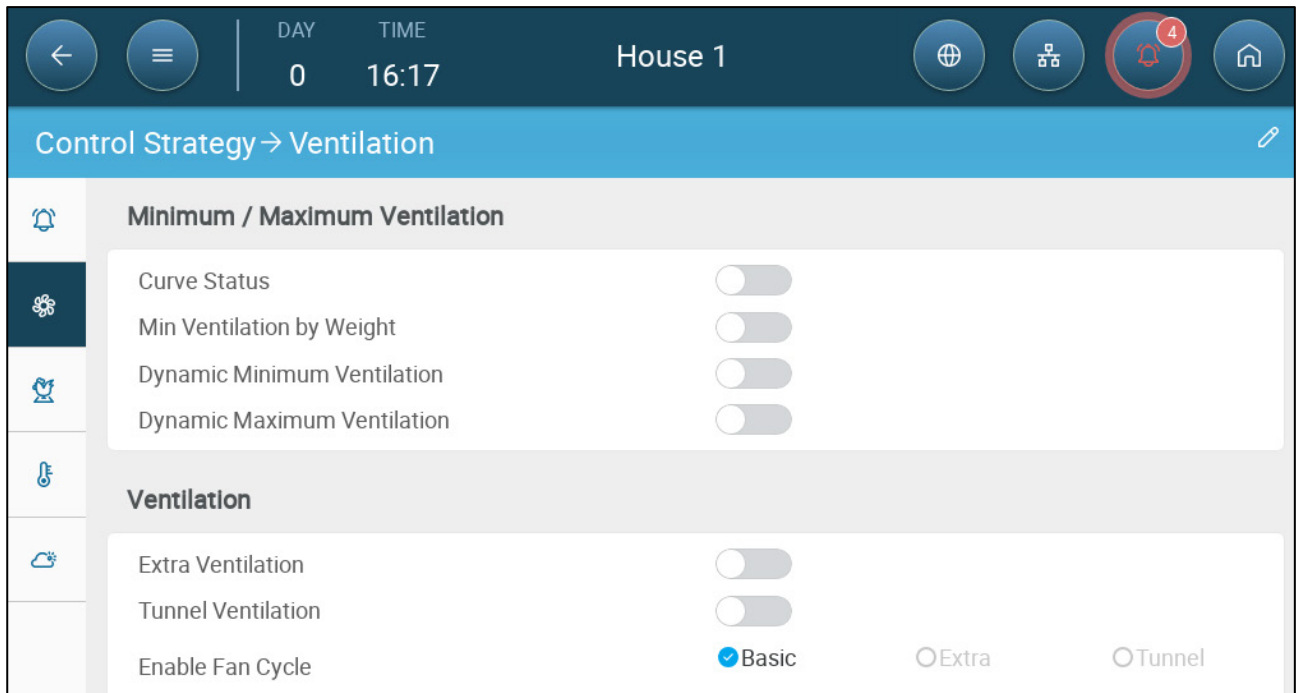 DAY TIME
0 16:17 House 1 4
Control Strategy → Ventilation
Minimum / Maximum Ventilation
Curve Status
Min Ventilation by Weight
Dynamic Minimum Ventilation
Dynamic Maximum Ventilation
Ventilation
Extra Ventilation
Tunnel Ventilation
Enable Fan Cycle Basic Extra Tunnel